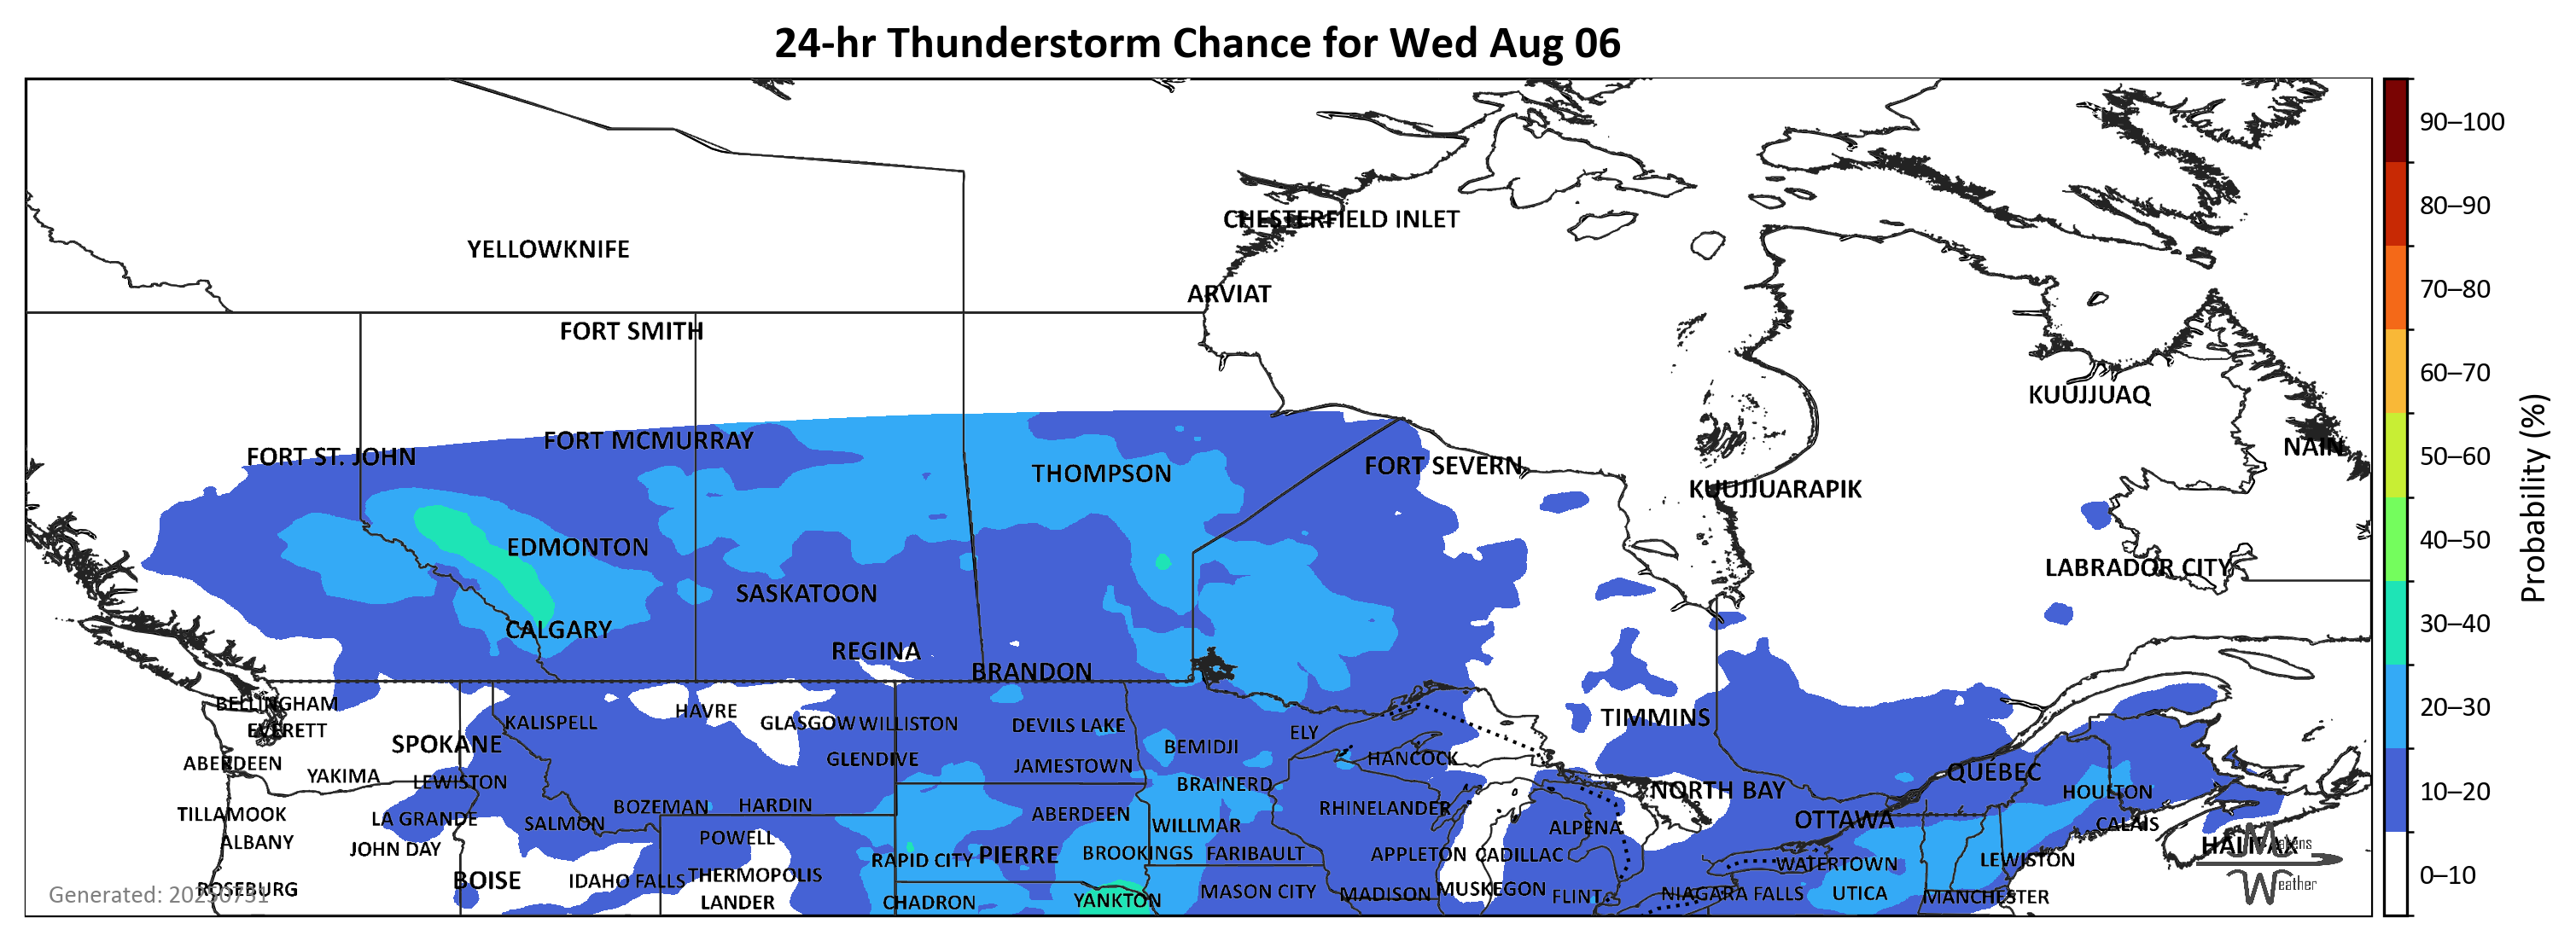 24-hr Thunderstorm Chance for Wed Aug 06
90–100
80–90
CHESTERFIELD INLET
YELLOWKNIFE
70–80
ARVIAT
FORT SMITH
60–70
KUUJJUAQ
FORT MCMURRAY
NAIN
FORT ST. JOHN
50–60
FORT SEVERN
THOMPSON
KUUJJUARAPIK
Probability (%)
EDMONTON
40–50
LABRADOR CITY
SASKATOON
CALGARY
30–40
REGINA
BRANDON
BELLINGHAM
20–30
HAVRE
TIMMINS
KALISPELL
GLASGOW
WILLISTON
DEVILS LAKE
EVERETT
ELY
SPOKANE
BEMIDJI
HANCOCK
GLENDIVE
ABERDEEN
JAMESTOWN
QUÉBEC
YAKIMA
LEWISTON
BRAINERD
NORTH BAY
HOULTON
10–20
BOZEMAN
HARDIN
RHINELANDER
TILLAMOOK
ABERDEEN
LA GRANDE
SALMON
WILLMAR
ALPENA
OTTAWA
CALAIS
POWELL
ALBANY
JOHN DAY
RAPID CITY
PIERRE
BROOKINGS
FARIBAULT
APPLETON
CADILLAC
HALIFAX
Makens
WATERTOWN
LEWISTON
BOISE
IDAHO FALLS
THERMOPOLIS
0–10
Weather
ROSEBURG
Generated: 20250731
MASON CITY
MADISON
MUSKEGON
FLINT
NIAGARA FALLS
UTICA
MANCHESTER
LANDER
CHADRON
YANKTON